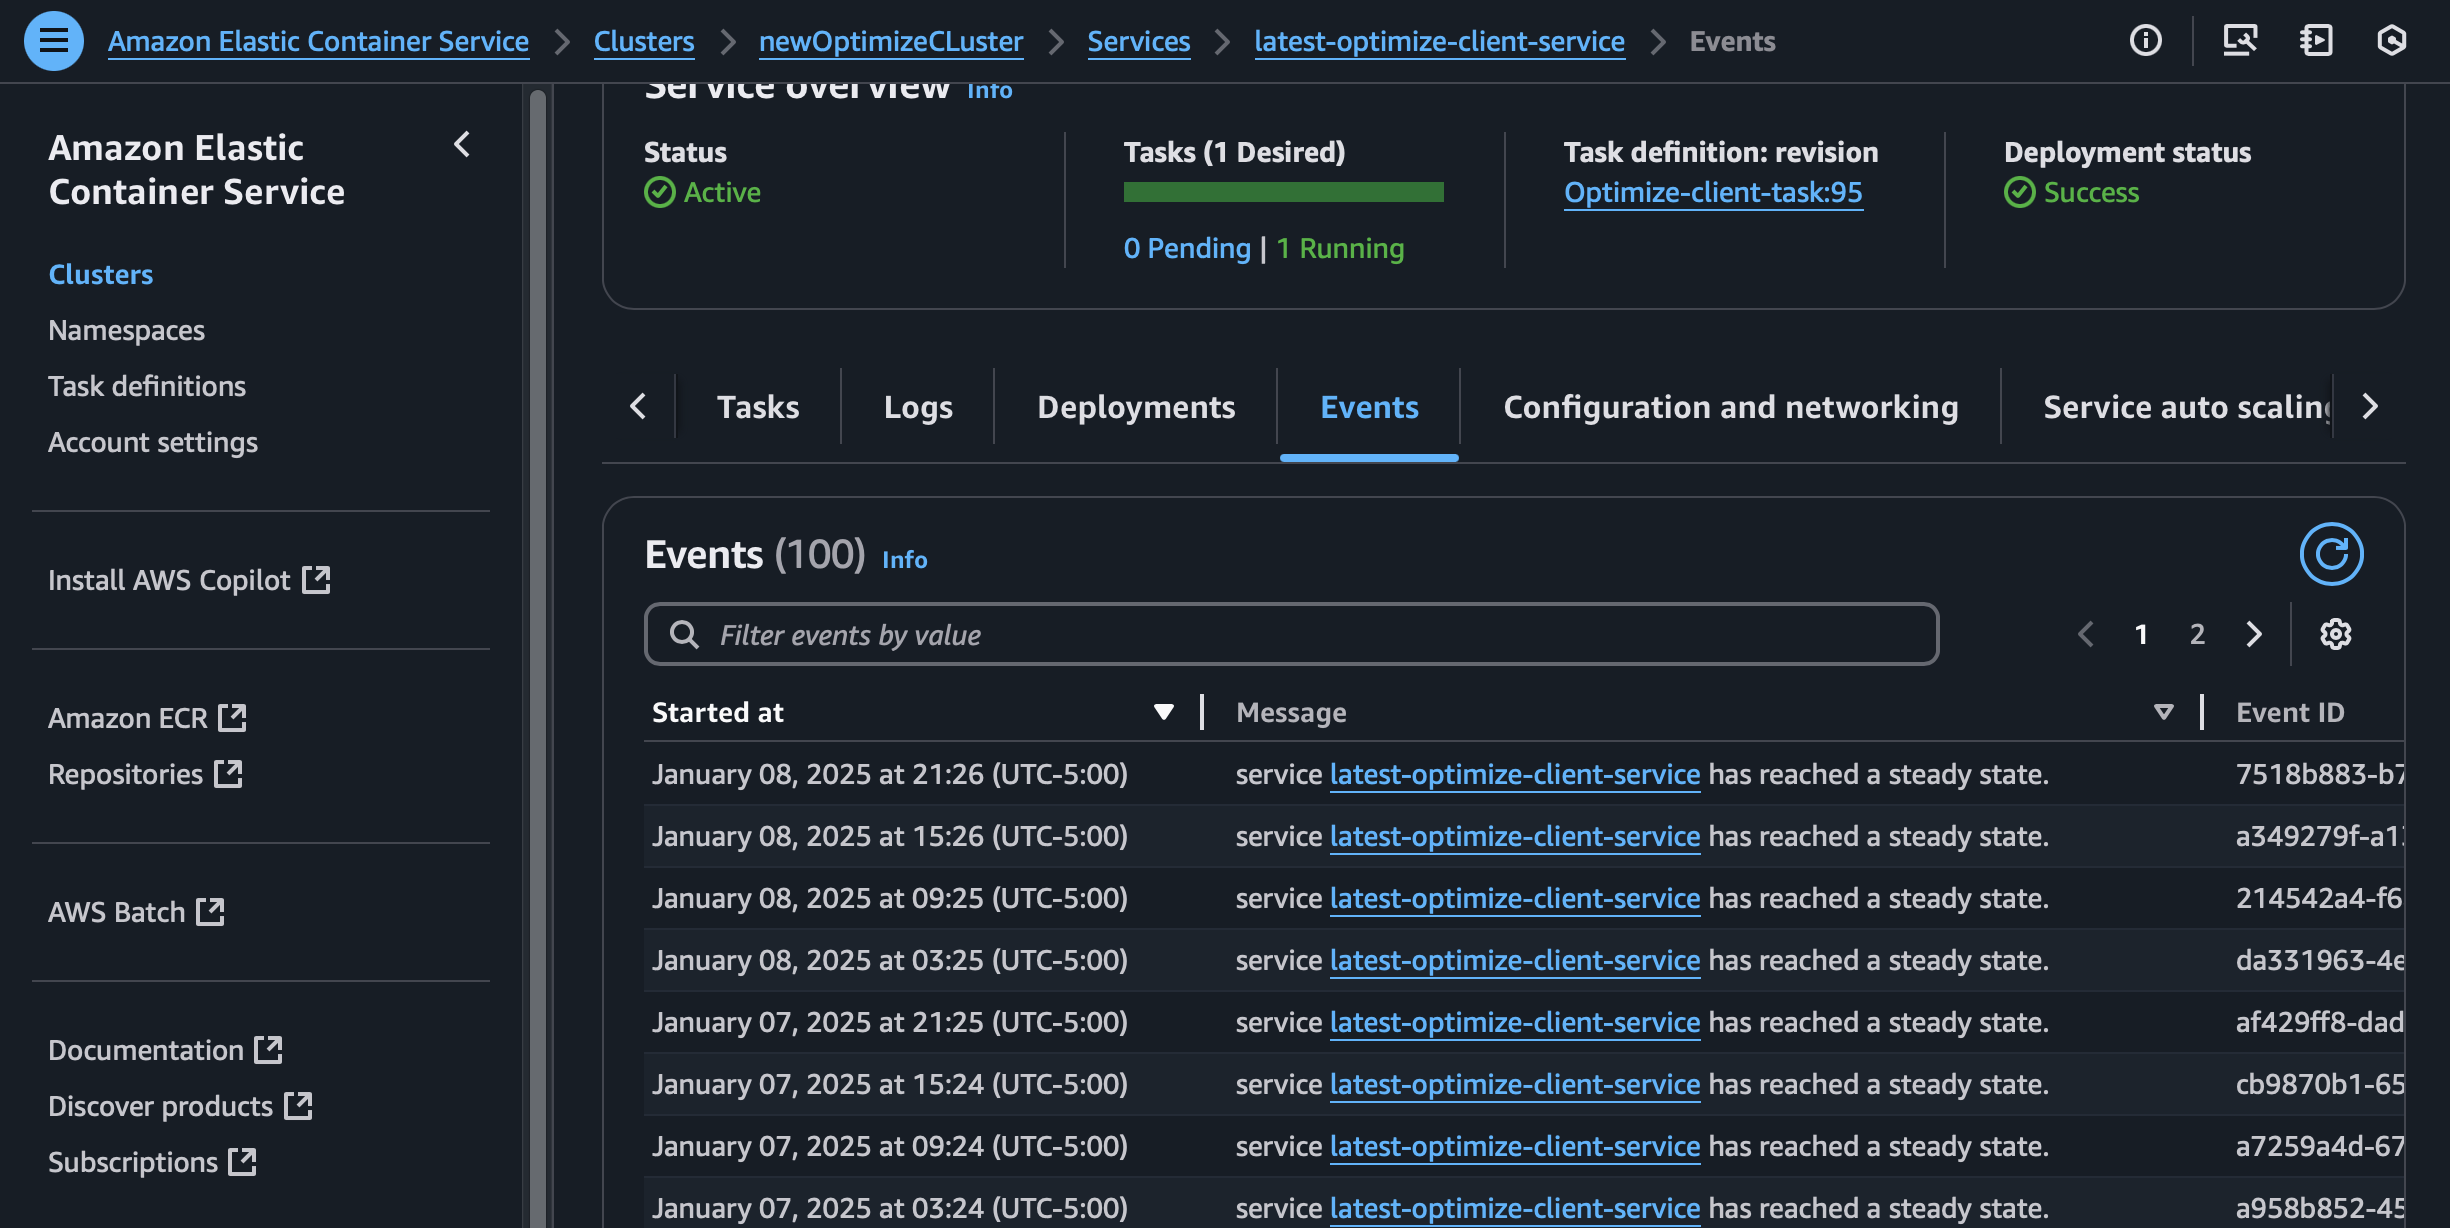 Amazon Elastic Container Service > Clusters > newOptimizeCLuster > Services > latest-optimize-client-service > Events
Amazon Elastic
Container Service
Clusters
Namespaces
Task definitions
Account settings
Install AWS Copilot
Amazon ECR
Repositories
AWS Batch
Documentation
Discover products
Subscriptions
Service overview Info
Status
Active
Tasks (1 Desired)
0 Pending | 1 Running
Task definition: revision
Optimize-client-task:95
Deployment status
Success
Tasks Logs Deployments Events Configuration and networking Service auto scaling
Events (100) Info
Filter events by value
1 2
Started at Message Event ID
January 08, 2025 at 21:26 (UTC-5:00) service latest-optimize-client-service has reached a steady state. 7518b883-b7
January 08, 2025 at 15:26 (UTC-5:00) service latest-optimize-client-service has reached a steady state. a349279f-a1
January 08, 2025 at 09:25 (UTC-5:00) service latest-optimize-client-service has reached a steady state. 214542a4-f6
January 08, 2025 at 03:25 (UTC-5:00) service latest-optimize-client-service has reached a steady state. da331963-4e
January 07, 2025 at 21:25 (UTC-5:00) service latest-optimize-client-service has reached a steady state. af429ff8-dad
January 07, 2025 at 15:24 (UTC-5:00) service latest-optimize-client-service has reached a steady state. cb9870b1-65
January 07, 2025 at 09:24 (UTC-5:00) service latest-optimize-client-service has reached a steady state. a7259a4d-67
January 07, 2025 at 03:24 (UTC-5:00) service latest-optimize-client-service has reached a steady state. a958b852-45